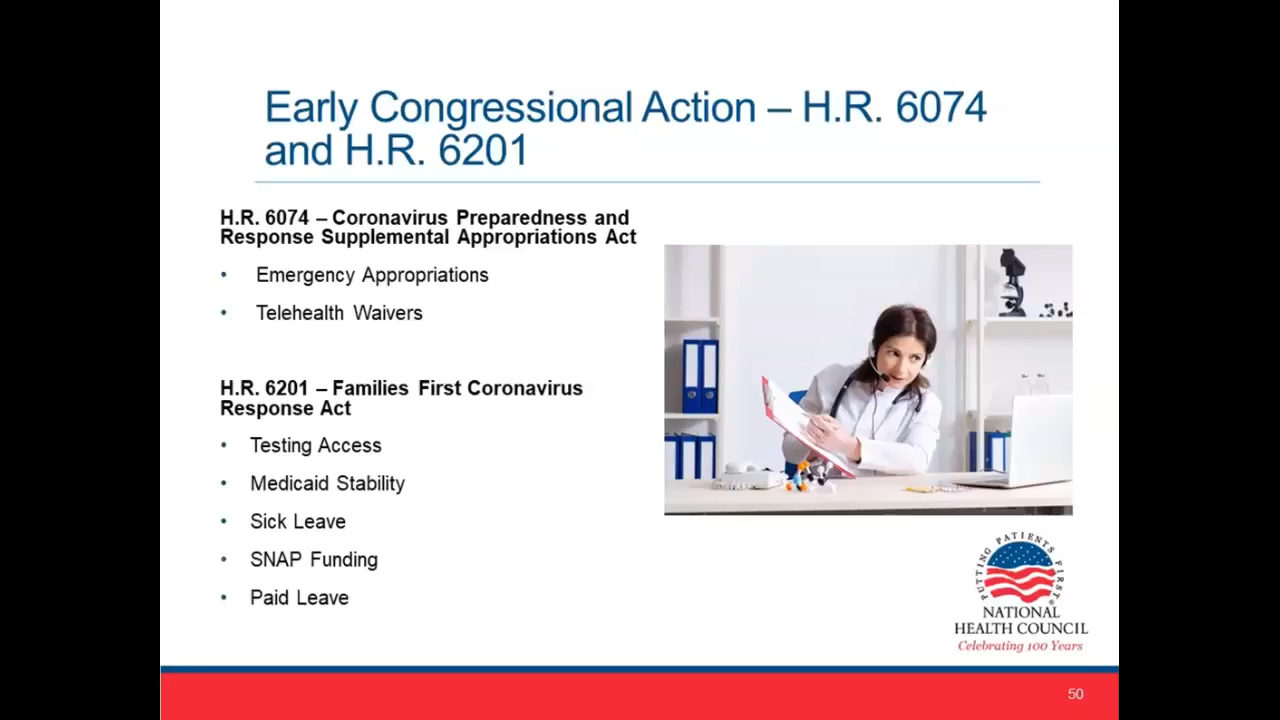 Early Congressional Action – H.R. 6074
and H.R. 6201
H.R. 6074 – Coronavirus Preparedness and
Response Supplemental Appropriations Act
• Emergency Appropriations
• Telehealth Waivers
H.R. 6201 – Families First Coronavirus
Response Act
• Testing Access
• Medicaid Stability
• Sick Leave
• SNAP Funding
• Paid Leave
PUTTING PATIENTS FIRST
®
NATIONAL
HEALTH COUNCIL
Celebrating 100 Years
50